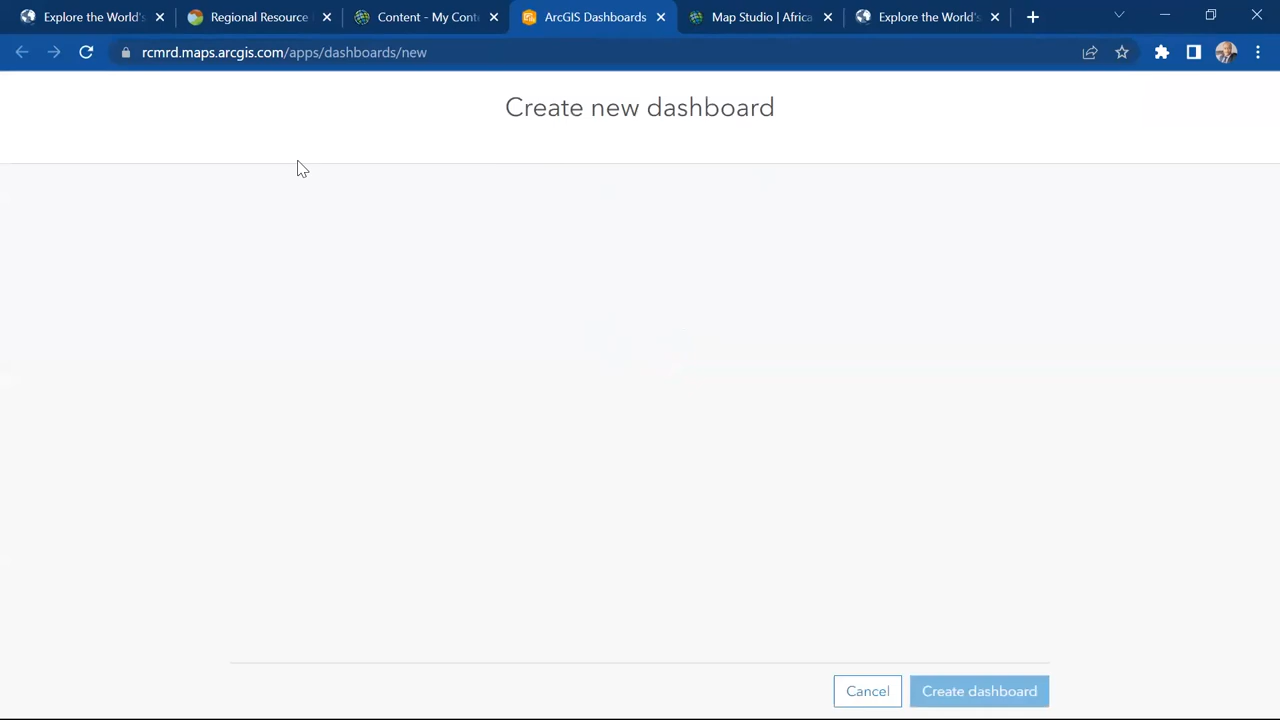 Explore the World's
Regional Resource
Content - My Cont
ArcGIS Dashboards
Map Studio | Africa
Explore the World's
rcmrd.maps.arcgis.com/apps/dashboards/new
Create new dashboard
Cancel
Create dashboard